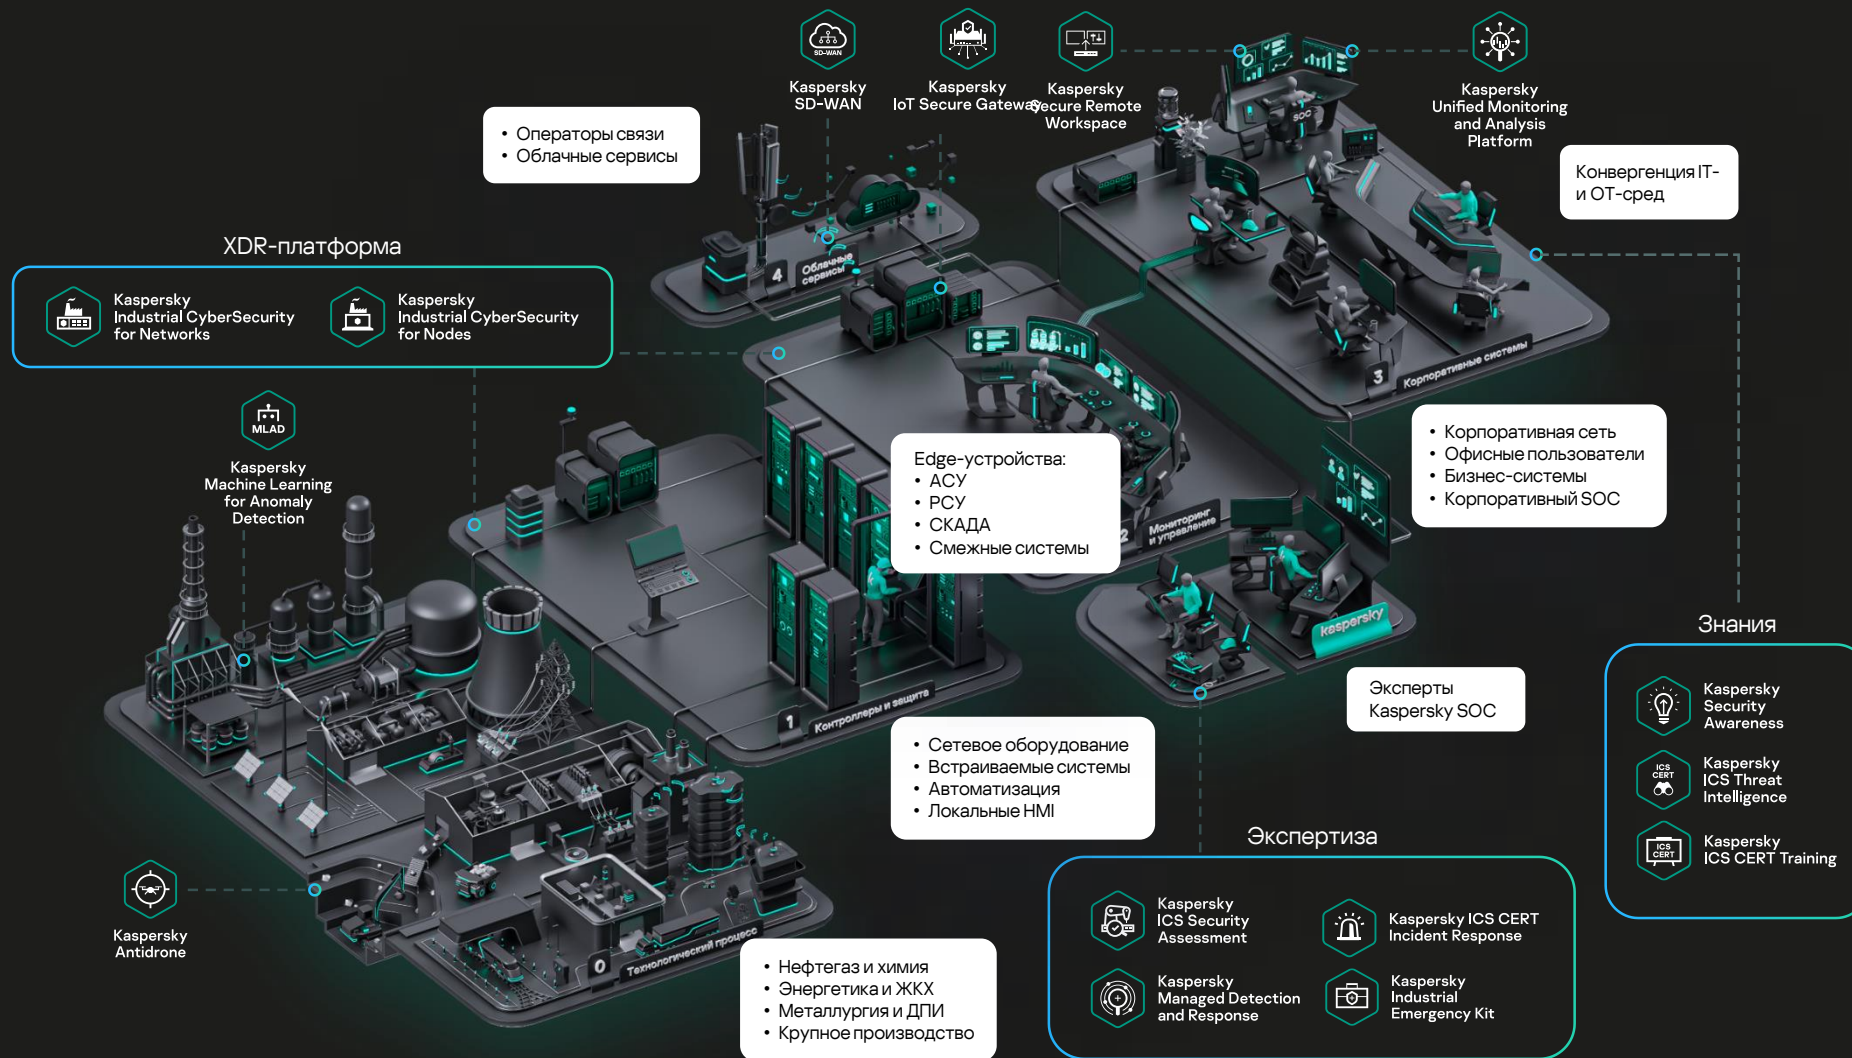 SD-WAN
Kaspersky
SD-WAN
Kaspersky
IoT Secure Gateway
Kaspersky
Secure Remote
Workspace
Kaspersky
Unified Monitoring
and Analysis
Platform
• Операторы связи
• Облачные сервисы
SOC
Конвергенция IT-
и ОТ-сред
XDR-платформа
Kaspersky
Industrial CyberSecurity
for Networks
Kaspersky
Industrial CyberSecurity
for Nodes
4 Облачные
сервисы
3 Корпоративные системы
MLAD
Kaspersky
Machine Learning
for Anomaly
Detection
• Корпоративная сеть
• Офисные пользователи
• Бизнес-системы
• Корпоративный SOC
Edge-устройства:
• АСУ
• РСУ
• СКАДА
• Смежные системы
2 Мониторинг
и управление
kaspersky
Эксперты
Kaspersky SOC
1 Контроллеры и защита
• Сетевое оборудование
• Встраиваемые системы
• Автоматизация
• Локальные HMI
Знания
Kaspersky
Security
Awareness
ICS
CERT
Kaspersky
ICS Threat
Intelligence
ICS
CERT
Kaspersky
ICS CERT Training
Kaspersky
Antidrone
0 Технологический процесс
• Нефтегаз и химия
• Энергетика и ЖКХ
• Металлургия и ДПИ
• Крупное производство
Экспертиза
Kaspersky
ICS Security
Assessment
Kaspersky ICS CERT
Incident Response
Kaspersky
Managed Detection
and Response
Kaspersky
Industrial
Emergency Kit